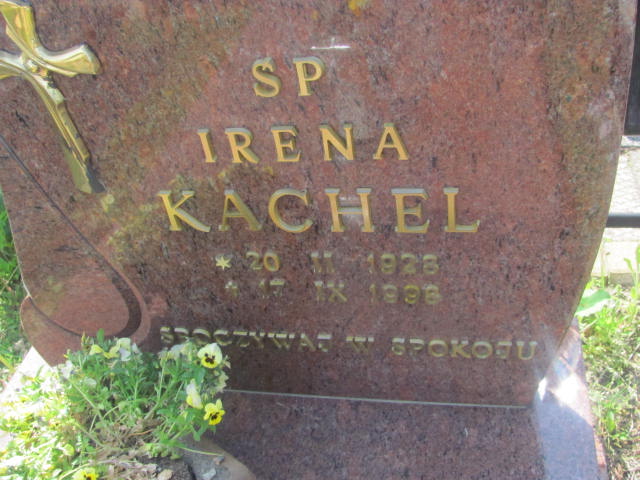 SP
IRENA
KACHEL
* 20 II 1928
† 17 IX 1998
SPOCZYWAJ W SPOKOJU